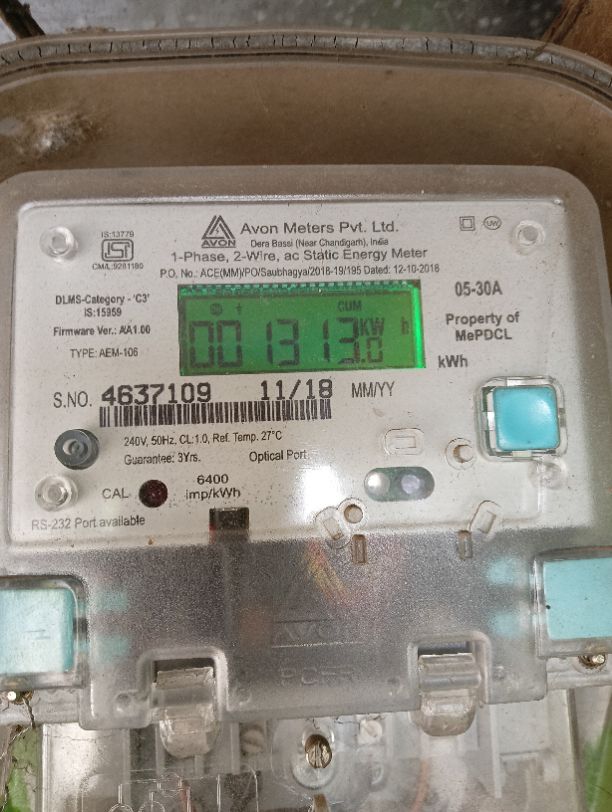 IS:13779
ISI
CM/L:9281180
AVON
Avon Meters Pvt. Ltd.
Dera Bassi (Near Chandigarh), India
UW
1-Phase, 2-Wire, ac Static Energy Meter
P.O. No.: ACE(MM)/PO/Saubhagya/2018-19/195 Dated: 12-10-2018
DLMS-Category - 'C3'
IS:15959
Firmware Ver.: AA1.00
TYPE: AEM-106
CUM
001313.0 KW h
05-30A
Property of
MePDCL
kWh
S.NO. 4637109 11/18 MM/YY
240V, 50Hz, CL:1.0, Ref. Temp. 27°C
Guarantee: 3Yrs. Optical Port
CAL
6400
imp/kWh
RS-232 Port available
AVON